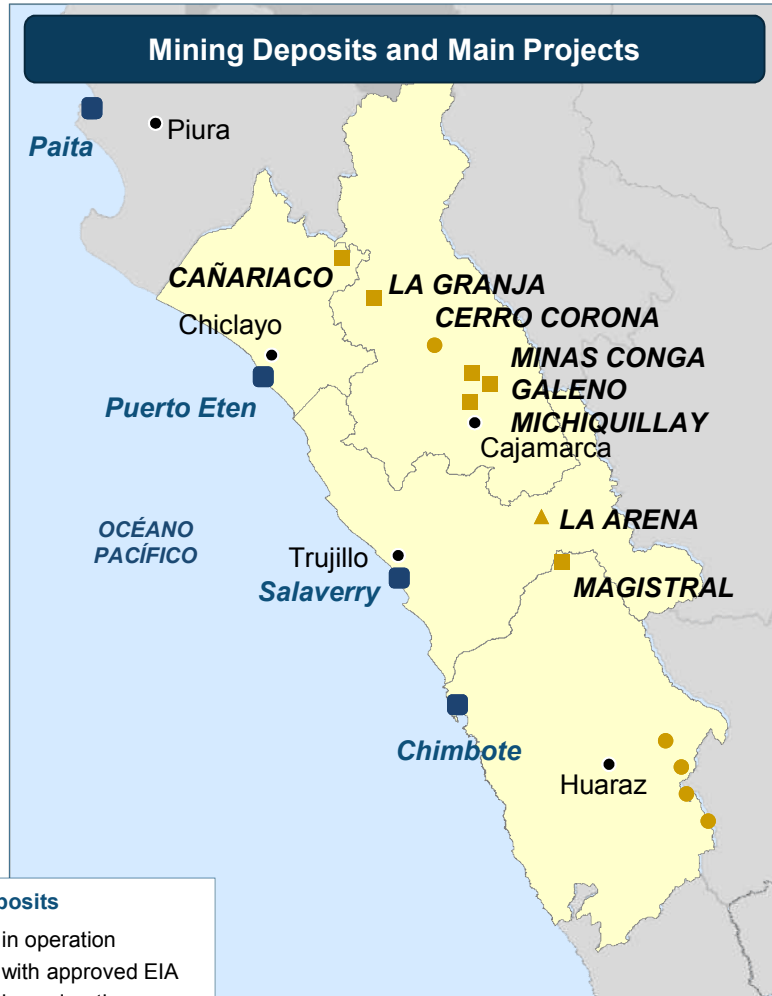 Mining Deposits and Main Projects
Piura
Paita
CAÑARIACO
LA GRANJA
CERRO CORONA
Chiclayo
MINAS CONGA
GALENO
Puerto Eten
MICHIQUILLAY
Cajamarca
LA ARENA
OCÉANO
PACÍFICO
Trujillo
Salaverry
MAGISTRAL
Chimbote
Huaraz
in operation
with approved EIA